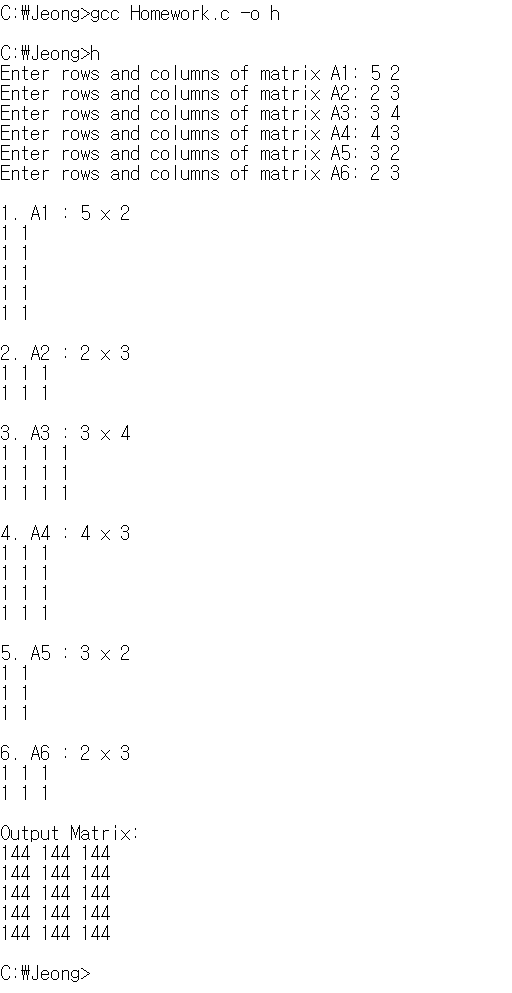 C:₩Jeong>gcc Homework.c -o h
C:₩Jeong>h
Enter rows and columns of matrix A1: 5 2
Enter rows and columns of matrix A2: 2 3
Enter rows and columns of matrix A3: 3 4
Enter rows and columns of matrix A4: 4 3
Enter rows and columns of matrix A5: 3 2
Enter rows and columns of matrix A6: 2 3
1. A1 : 5 x 2
1 1
1 1
1 1
1 1
1 1
2. A2 : 2 x 3
1 1 1
1 1 1
3. A3 : 3 x 4
1 1 1 1
1 1 1 1
1 1 1 1
4. A4 : 4 x 3
1 1 1
1 1 1
1 1 1
1 1 1
5. A5 : 3 x 2
1 1
1 1
1 1
6. A6 : 2 x 3
1 1 1
1 1 1
Output Matrix:
144 144 144
144 144 144
144 144 144
144 144 144
144 144 144
C:₩Jeong>